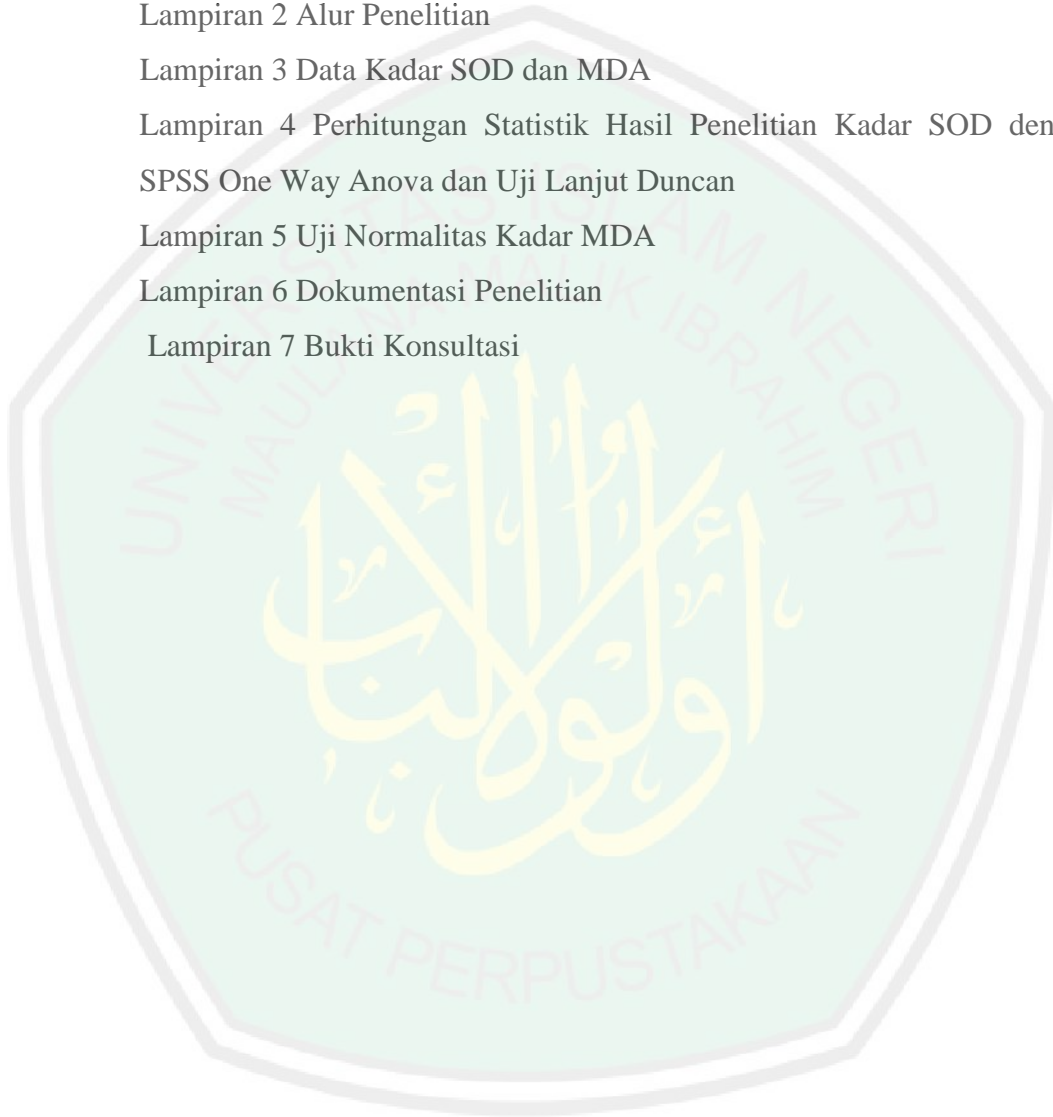 Lampiran 2 Alur Penelitian
Lampiran 3 Data Kadar SOD dan MDA
Lampiran 4 Perhitungan Statistik Hasil Penelitian Kadar SOD den
SPSS One Way Anova dan Uji Lanjut Duncan
Lampiran 5 Uji Normalitas Kadar MDA
Lampiran 6 Dokumentasi Penelitian
Lampiran 7 Bukti Konsultasi
UNIVERSITAS ISLAM NEGERI
MAULANA MALIK IBRAHIM
أولوا الألباب
PUSAT PERPUSTAKAAN